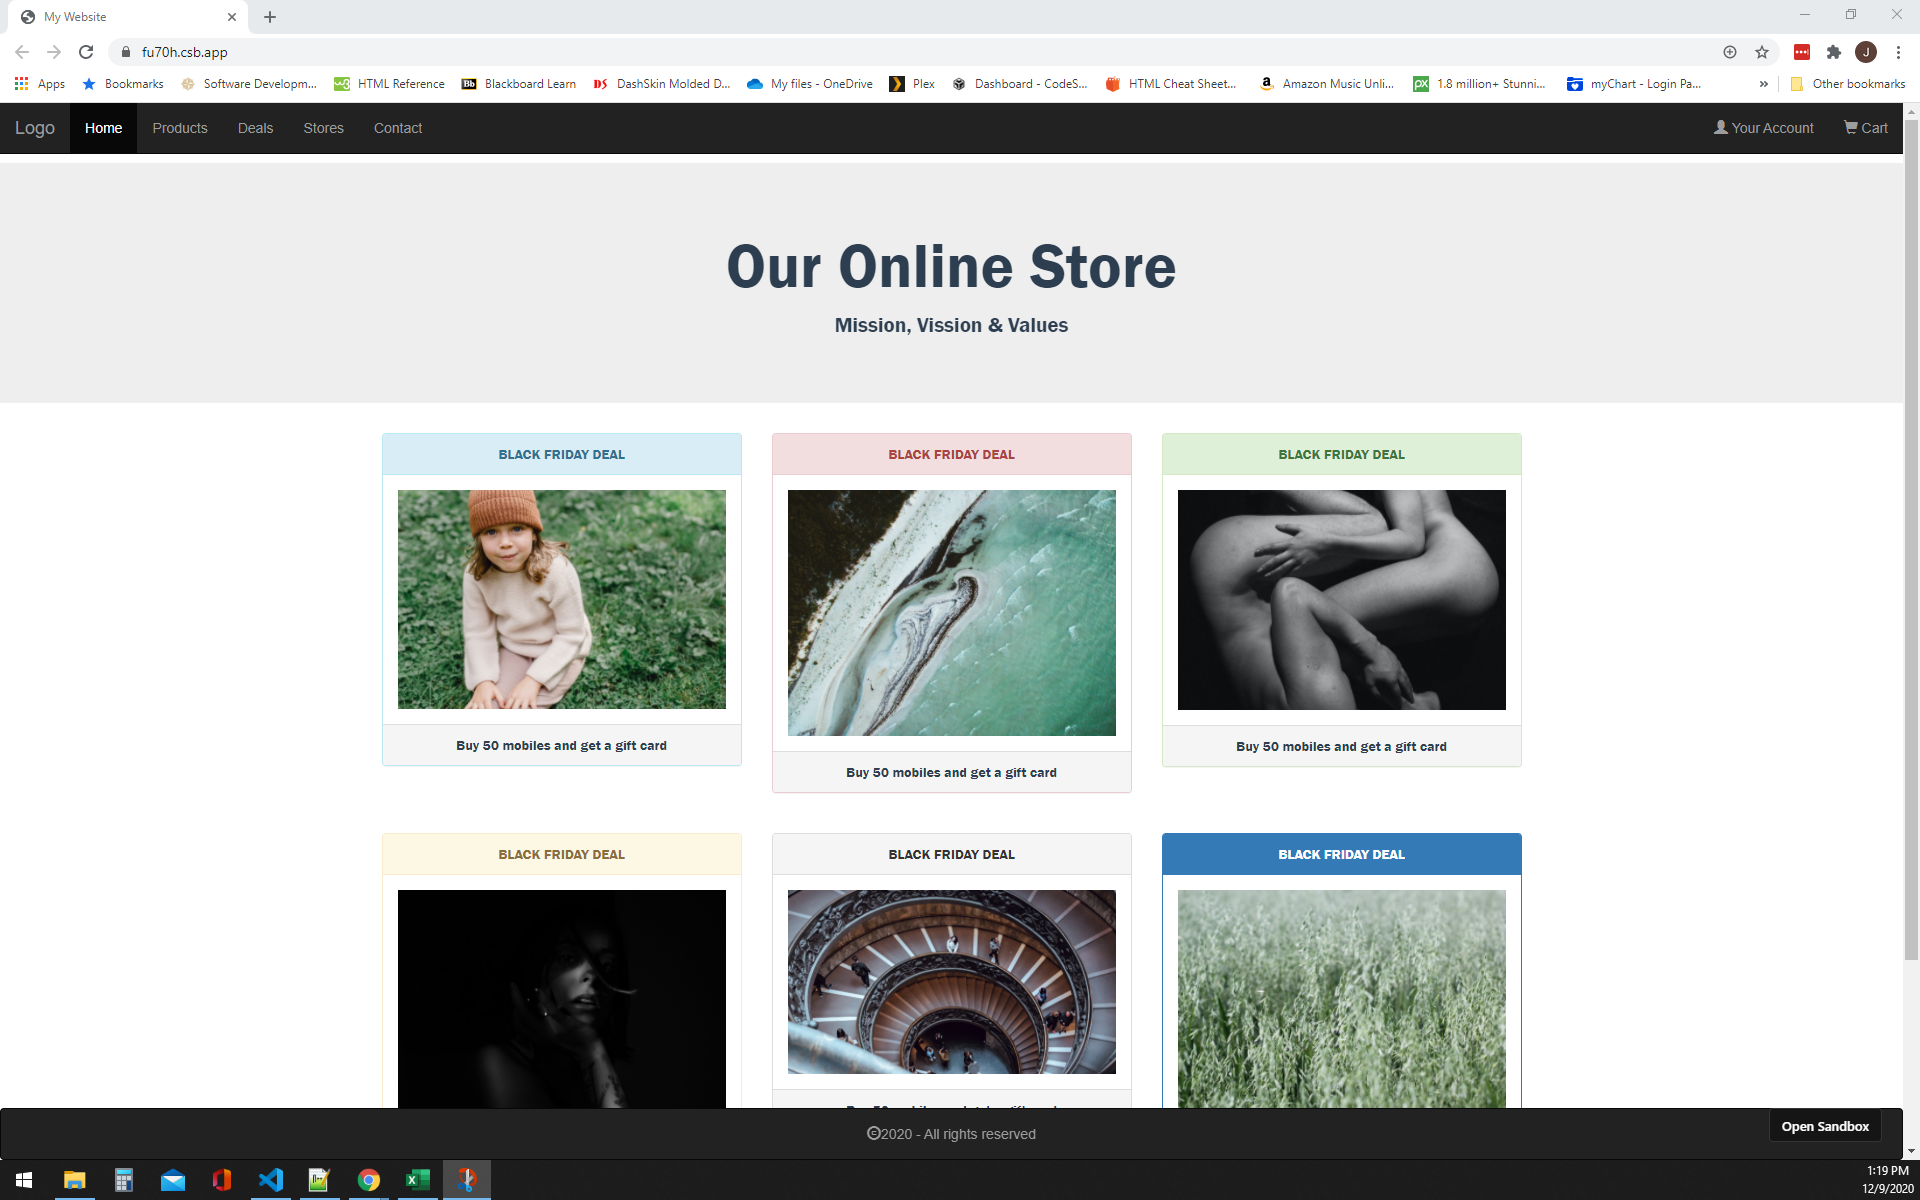 My Website
fu70h.csb.app
J
Apps
Bookmarks
Software Developm...
HTML Reference
Bb
Blackboard Learn
DS
DashSkin Molded D...
My files - OneDrive
Plex
Dashboard - CodeS...
HTML Cheat Sheet...
a
Amazon Music Unli...
px
1.8 million+ Stunni...
myChart - Login Pa...
»
Other bookmarks
Logo
Home
Products
Deals
Stores
Contact
Your Account
Cart
Our Online Store
Mission, Vission & Values
BLACK FRIDAY DEAL
BLACK FRIDAY DEAL
BLACK FRIDAY DEAL
Buy 50 mobiles and get a gift card
Buy 50 mobiles and get a gift card
Buy 50 mobiles and get a gift card
BLACK FRIDAY DEAL
BLACK FRIDAY DEAL
BLACK FRIDAY DEAL
©2020 - All rights reserved
Open Sandbox
1:19 PM
12/9/2020